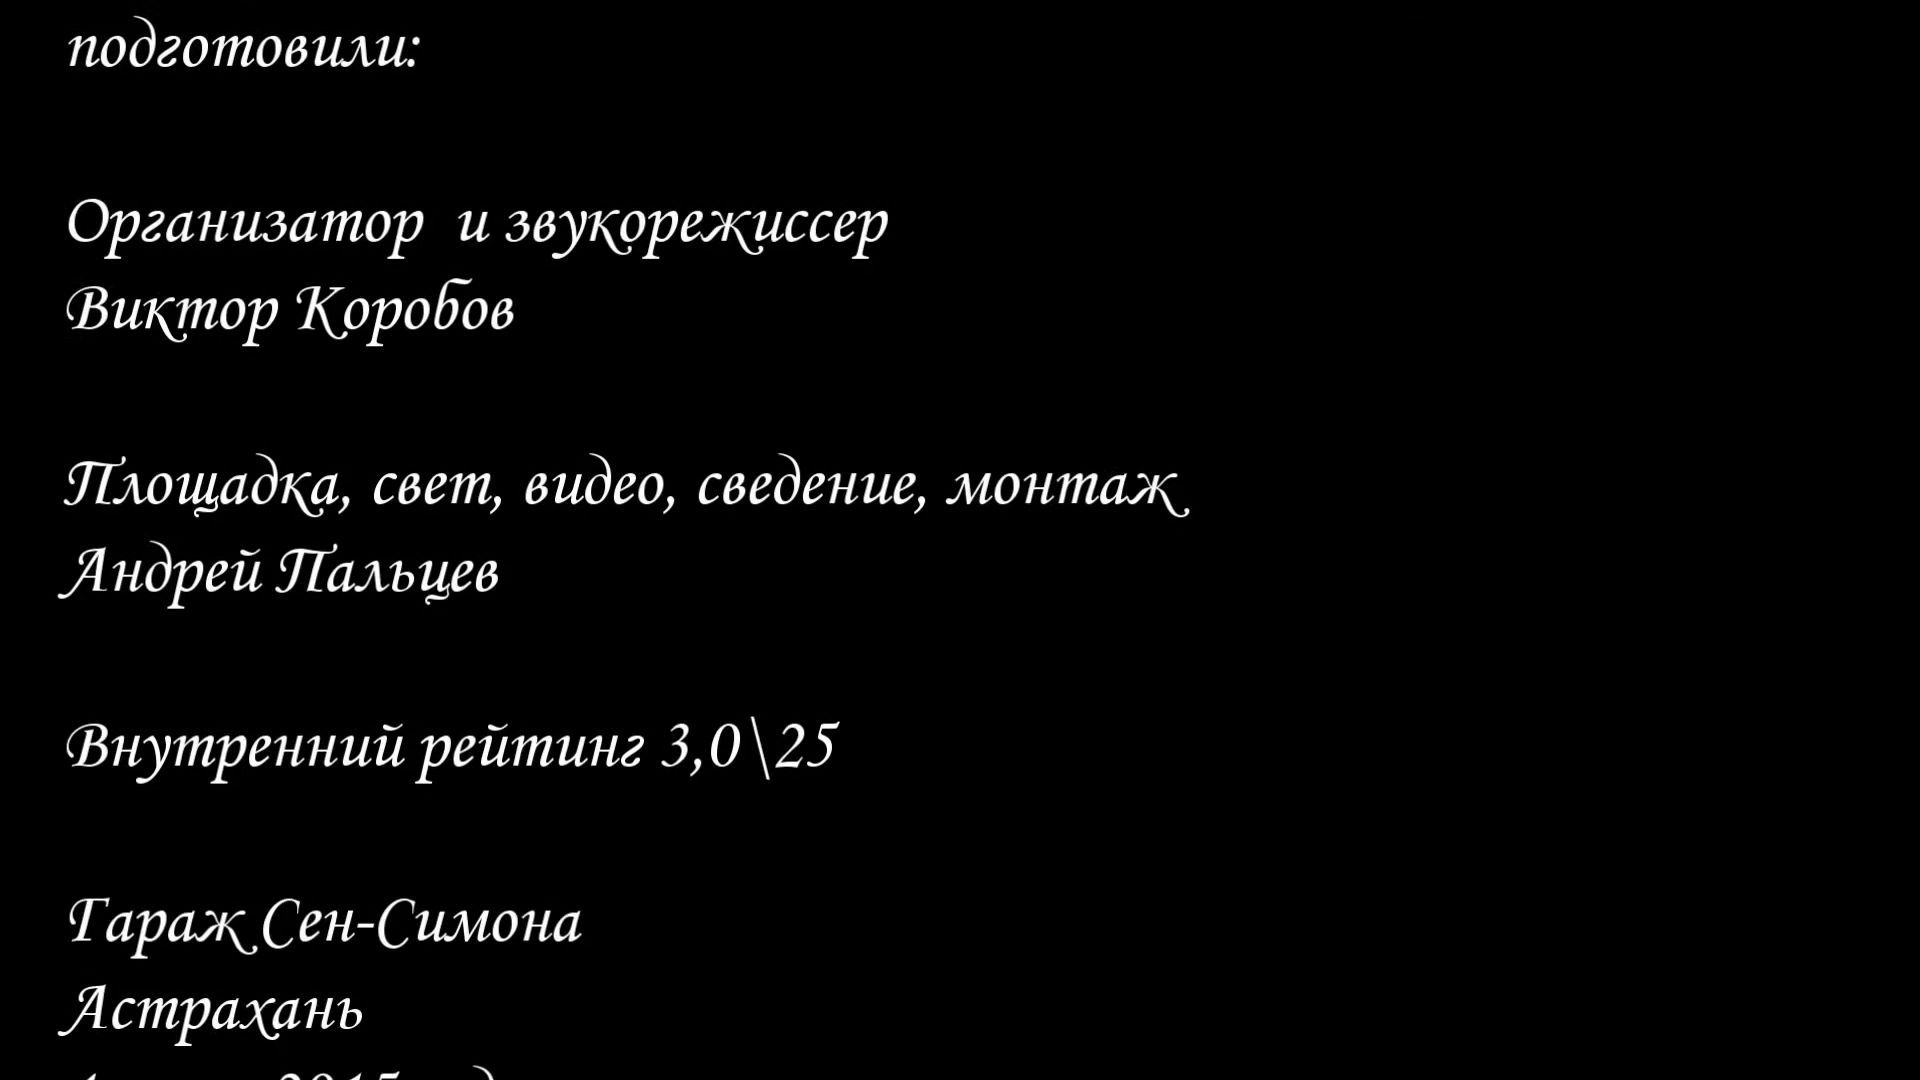 подготовили:
Организатор и звукорежиссер
Виктор Коробов
Площадка, свет, видео, сведение, монтаж
Андрей Пальцев
Внутренний рейтинг 3,0\25
Гараж Сен-Симона
Астрахань
2015